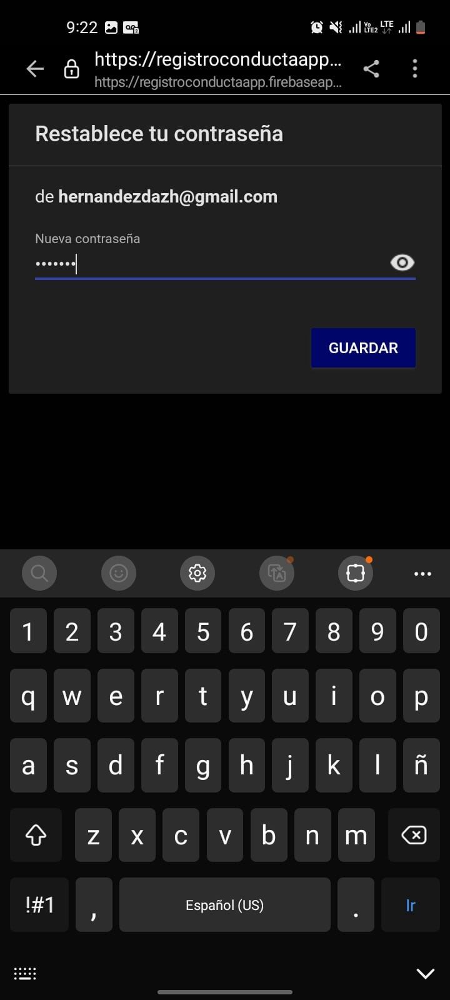 9:22 Vo LTE2 LTE
https://registroconductaapp...
https://registroconductaapp.firebaseap...
Restablece tu contraseña
de hernandezdazh@gmail.com
Nueva contraseña
•••••••
GUARDAR
1 2 3 4 5 6 7 8 9 0
q w e r t y u i o p
a s d f g h j k l ñ
z x c v b n m
!#1 , Español (US) . Ir